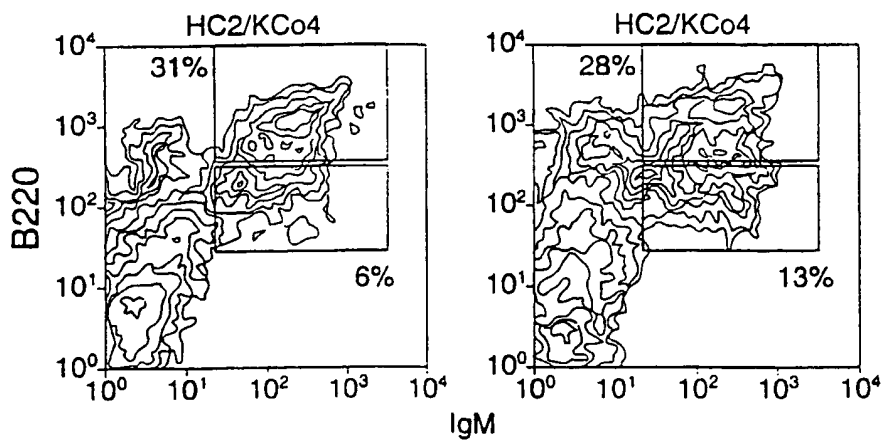 HC2/KCo4 HC2/KCo4
10⁴ 10⁴
31% 28%
10³ 10³
B220
10² 10²
6% 13%
10¹ 10¹
10⁰ 10⁰
10⁰ 10¹ 10² 10³ 10⁴ 10⁰ 10¹ 10² 10³ 10⁴
IgM